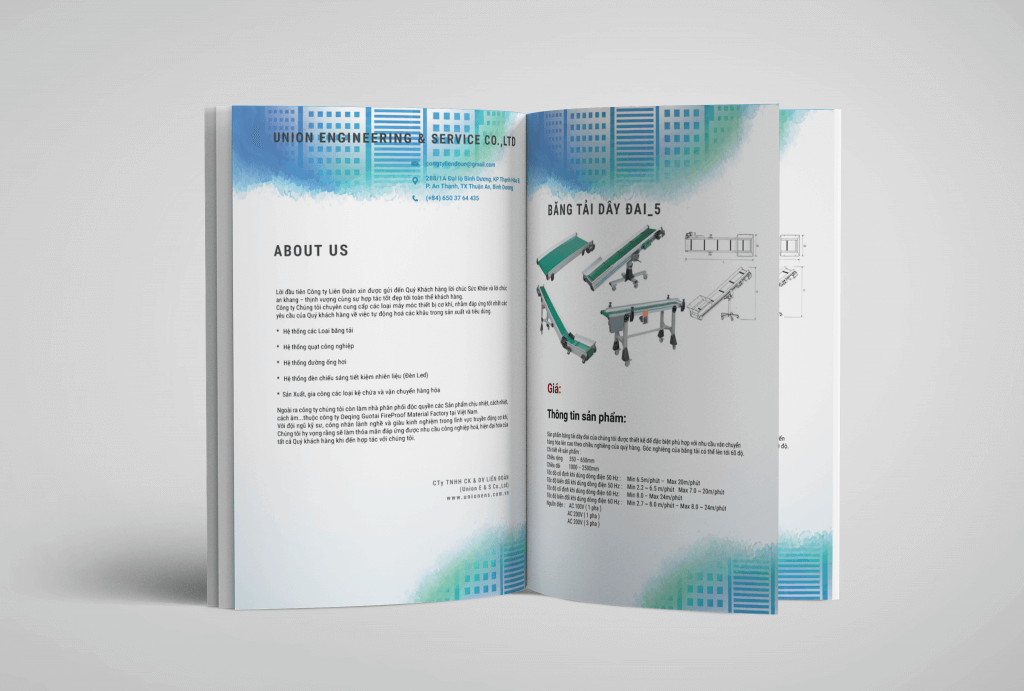 UNION ENGINEERING & SERVICE CO.,LTD
288/1A Đại lộ Bình Dương, KP Thạnh Hòa
P. An Thạnh, TX Thuận An, Bình Dương
(+84) 650 37 64 435
ABOUT US
Lời đầu tiên Công ty Liên Đoàn xin được gửi đến Quý Khách hàng lời chúc Sức Khỏe và lời chúc
an khang – thịnh vượng cùng sự hợp tác tốt đẹp tới toàn thể khách hàng.
Công ty Chúng tôi chuyên cung cấp các loại máy móc thiết bị cơ khí, nhằm đáp ứng tốt nhất các
yêu cầu của Quý khách hàng về việc tự động hoá các khâu trong sản xuất và tiêu dùng.
* Hệ thống các Loại băng tải
* Hệ thống quạt công nghiệp
* Hệ thống đường ống hơi
* Hệ thống đèn chiếu sáng tiết kiệm nhiên liệu (Đèn Led)
* Sản Xuất, gia công các loại kệ chứa và vận chuyển hàng hóa
Ngoài ra công ty chúng tôi còn làm nhà phân phối độc quyền các Sản phẩm chịu nhiệt, cách nhiệt,
cách âm...thuộc công ty Deqing Guotai FireProof Material Factory tại Việt Nam.
Với đội ngũ kỹ sư, công nhân lành nghề và giàu kinh nghiệm trong lĩnh vực truyền động cơ khí,
Chúng tôi hy vọng rằng sẽ làm thỏa mãn đáp ứng được nhu cầu công nghiệp hoá, hiện đại hóa của
tất cả Quý khách hàng khi đến hợp tác với chúng tôi.
CTy TNHH CK & DV LIÊN ĐOÀN
(Union E & S Co.,Ltd)
www.unioness.com.vn
BĂNG TẢI DÂY ĐAI_5
Giá:
Thông tin sản phẩm:
Sản phẩm băng tải dây đai của chúng tôi được thiết kế để đặc biệt phù hợp với nhu cầu vận chuyển
hàng hóa lên cao theo chiều nghiêng của quý hàng. Góc nghiêng của băng tải có thể lên tới 60 độ.
Chi tiết về sản phẩm :
Chiều rộng 300 – 650mm
Chiều dài 1000 – 2500mm
Tốc độ cố định khi dùng dòng điện 50 Hz : Min 6.5m/phút – Max 20m/phút
Tốc độ biến đổi khi dùng dòng điện 50 Hz : Min 2.2 – 6.5 m/phút Max 7.0 – 20m/phút
Tốc độ cố định khi dùng dòng điện 60 Hz: Min 8.0 – Max 24m/phút
Tốc độ biến đổi khi dùng dòng điện 60 Hz : Min 2.7 – 8.0 m/phút – Max 8.0 – 24m/phút
Nguồn điện : AC 100V ( 1 pha )
AC 200V ( 1 pha )
AC 200V ( 3 pha )
độ.